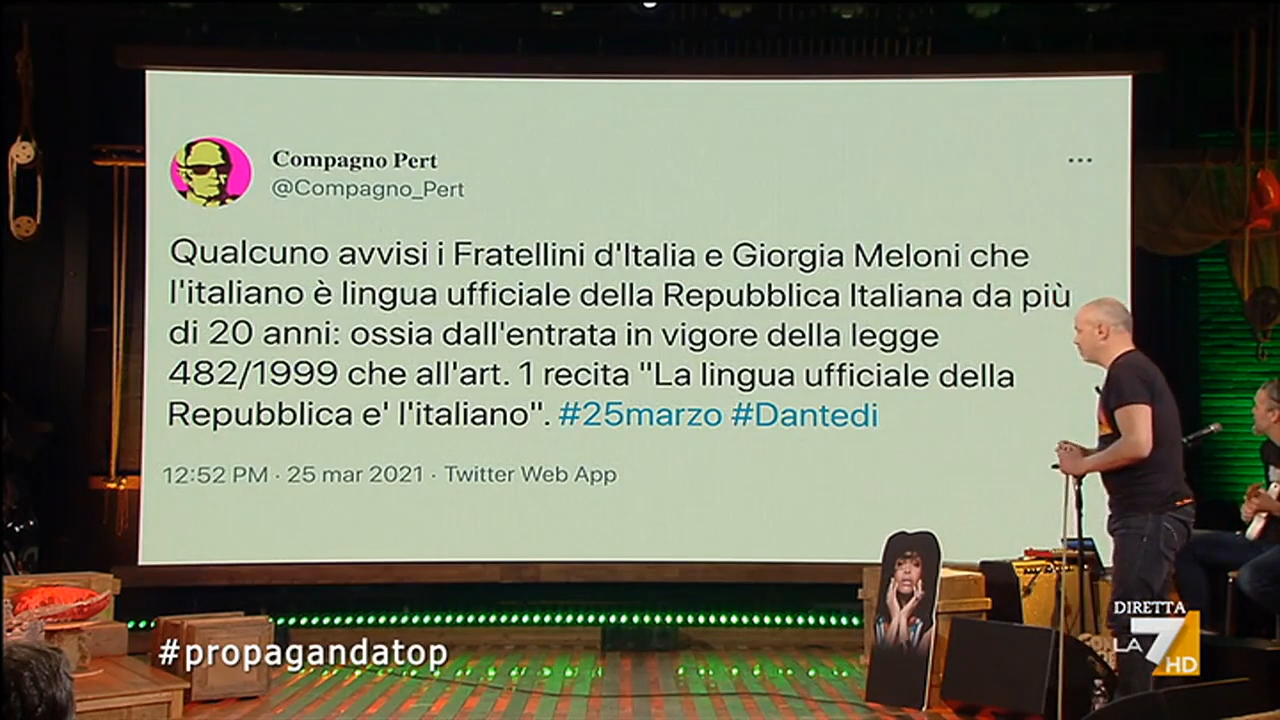 Compagno Pert
@Compagno_Pert
Qualcuno avvisi i Fratellini d'Italia e Giorgia Meloni che
l'italiano è lingua ufficiale della Repubblica Italiana da più
di 20 anni: ossia dall'entrata in vigore della legge
482/1999 che all'art. 1 recita "La lingua ufficiale della
Repubblica e' l'italiano". #25marzo #Dantedi
12:52 PM · 25 mar 2021 · Twitter Web App
#propagandatop
DIRETTA
LA 7 HD